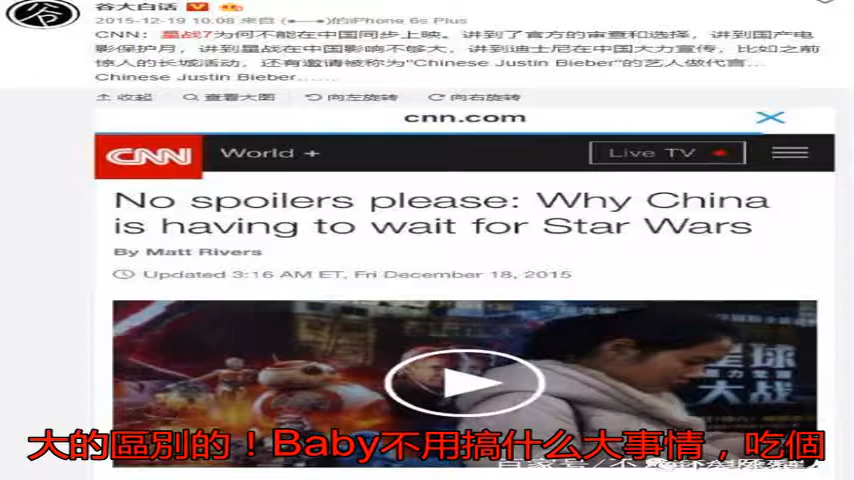 谷大白话
2015-12-19 10:08 来自 (●—●)的iPhone 6s Plus
CNN：星战7为何不能在中国同步上映。讲到了官方的审查和选择，讲到国产电
影保护月，讲到星战在中国影响不够大，讲到迪士尼在中国大力宣传，比如之前
惊人的长城活动，还有邀请被称为"Chinese Justin Bieber"的艺人做代言...
Chinese Justin Bieber......
收起 查看大图 向左旋转 向右旋转
cnn.com
CNN World + Live TV
No spoilers please: Why China
is having to wait for Star Wars
By Matt Rivers
Updated 3:16 AM ET, Fri December 18, 2015
星球
大战
大的區別的！Baby不用搞什么大事情，吃個